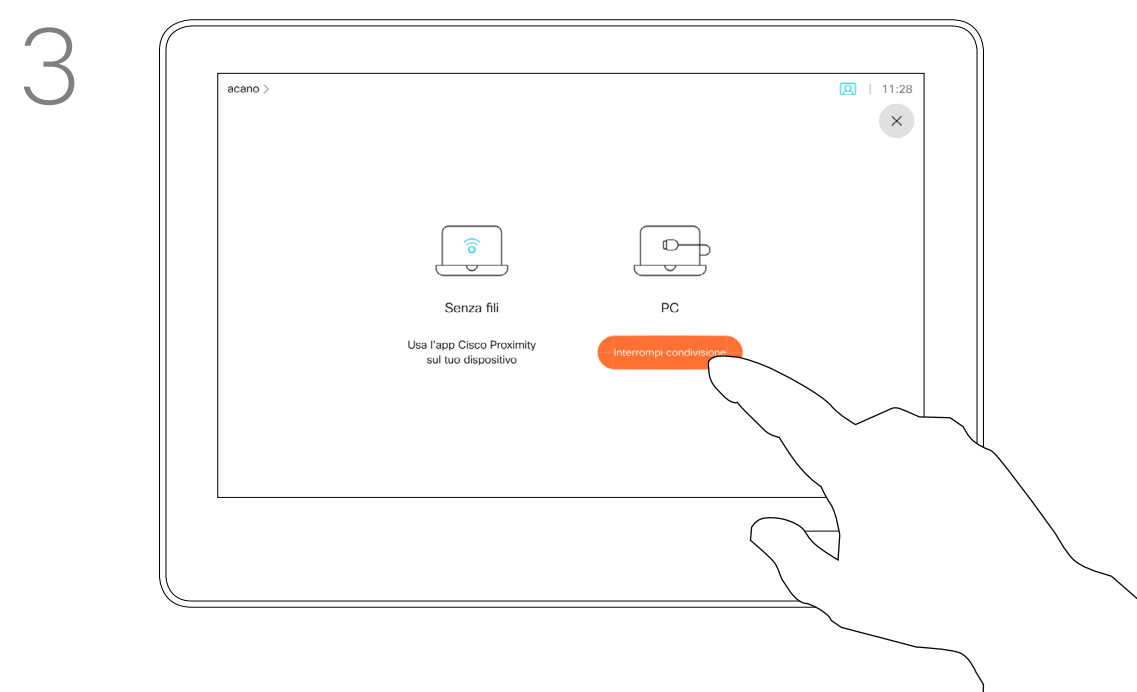 3
acano >
11:28
Senza fili
PC
Usa l'app Cisco Proximity
sul tuo dispositivo
Interrompi condivisione